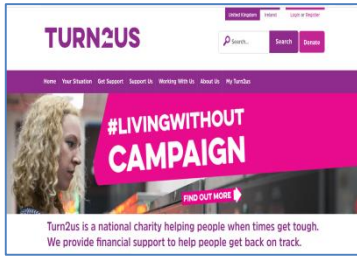 United Kingdom Ireland Login or Register
TURN2US
Search... Search Donate
Home Your Situation Get Support Support Us Working With Us About Us My Turn2us
#LIVINGWITHOUT
CAMPAIGN
FIND OUT MORE
Turn2us is a national charity helping people when times get tough.
We provide financial support to help people get back on track.